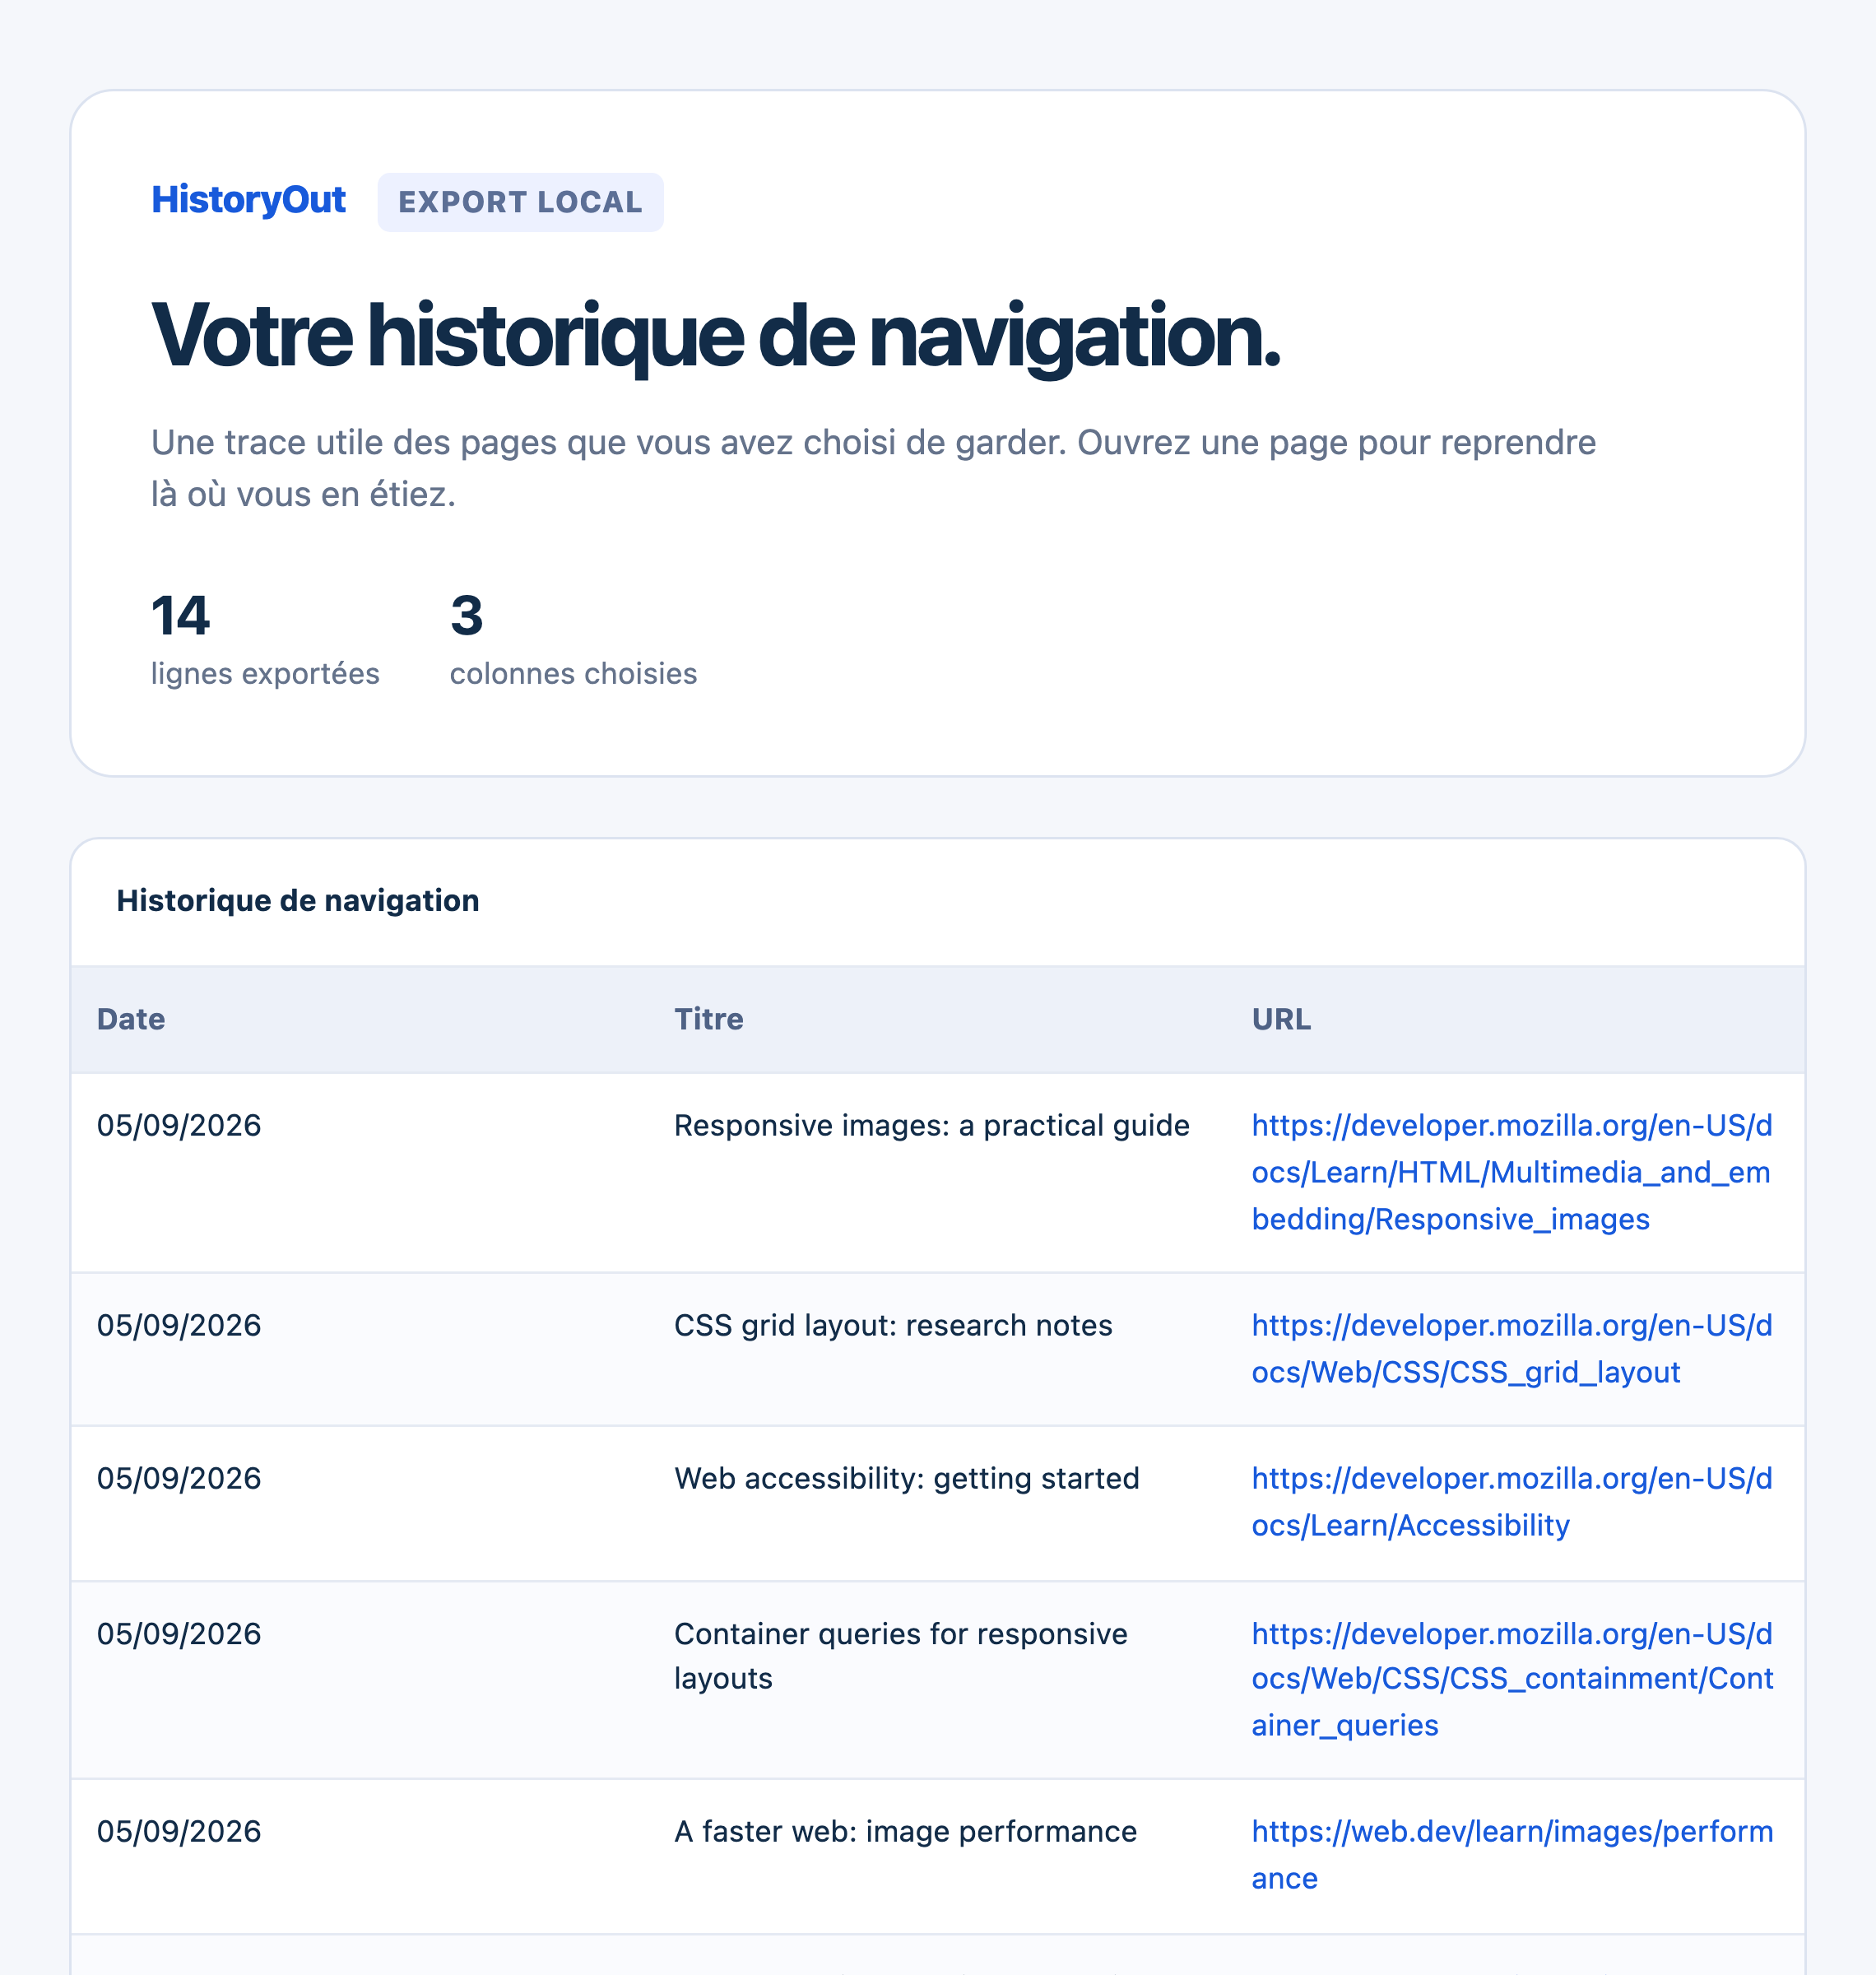 HistoryOut EXPORT LOCAL
Votre historique de navigation.
Une trace utile des pages que vous avez choisi de garder. Ouvrez une page pour reprendre
là où vous en étiez.
14 3
lignes exportées colonnes choisies
Historique de navigation
Date Titre URL
05/09/2026 Responsive images: a practical guide https://developer.mozilla.org/en-US/d
ocs/Learn/HTML/Multimedia_and_em
bedding/Responsive_images
05/09/2026 CSS grid layout: research notes https://developer.mozilla.org/en-US/d
ocs/Web/CSS/CSS_grid_layout
05/09/2026 Web accessibility: getting started https://developer.mozilla.org/en-US/d
ocs/Learn/Accessibility
05/09/2026 Container queries for responsive https://developer.mozilla.org/en-US/d
layouts ocs/Web/CSS/CSS_containment/Cont
ainer_queries
05/09/2026 A faster web: image performance https://web.dev/learn/images/perform
ance